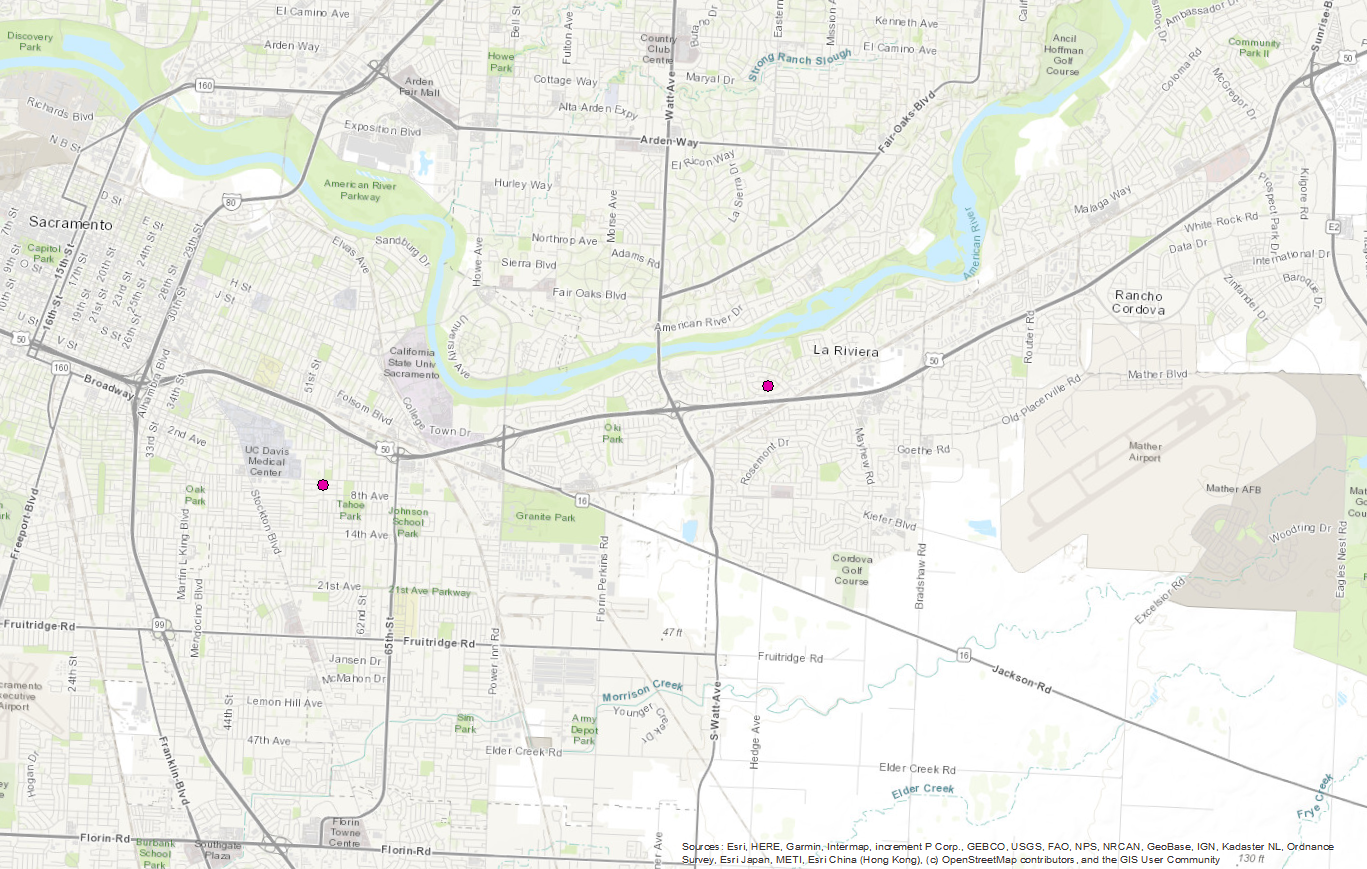 El Camino Ave
Bell St
Fulton Ave
Buta
no Dr
Eastern
Mission A
Kenneth Ave
Calif
smoor Dr
Ambassador Dr
Sunrise-B
Discovery
Park
Arden Way
Howe
Park
Country
Club
Centre
Watt-Ave
El Camino Ave
Strong Ranch Slough
Ancil
Hoffman
Golf
Course
Community
Park II
50
Coloma Rd
McGregor Dr
160
Arden
Fair Mall
Cottage Way
Maryal Dr
Richards Blvd
Alta Arden Expy
Fair-Oaks-Blvd
Exposition Blvd
Arden-Way
N B St
El Ricon Way
American River
Parkway
Hurley Way
La Sierra Dr
Morse Ave
Malaga Way
Prospect Park Dr
Kilgore Rd
D St
80
Sacramento
7th St
E St
White Rock Rd
E2
Capitol
Park
9th St
O St
15th-St
17th St
20th St
24th St
29th St
Elvas Ave
Sandburg Dr
Howe Ave
Northrop Ave
Adams Rd
American River
Data Dr
International Dr
10th St
19th St
21st St
23rd St
25th St
26th St
28th St
30th St
H St
J St
Sierra Blvd
Fair Oaks Blvd
Zinfandel Dr
Baroque Dr
Rancho
Cordova
16th-St
U St
S St
V St
50
University Ave
American River Dr
Routier Rd
160
Broadway
California
State Univ
Sacramento
La Riviera
50
Mather Blvd
Alhambra Blvd
34th St
51st St
Folsom Blvd
College
Town Dr
Old Placerville Rd
33rd St
2nd Ave
50
Oki
Park
Rosemont Dr
Mayhew Rd
Goethe Rd
Mather
Airport
UC Davis
Medical
Center
Mather AFB
Oak
Park
Stockton Blvd
8th Ave
Tahoe
Park
Johnson
School
Park
16
Granite Park
Kiefer Blvd
Woodring Dr
Freeport-Blvd
14th Ave
Martin L King Blvd
Florin Perkins Rd
Cordova
Golf
Course
Bradshaw Rd
Eagles Nest Rd
21st Ave
21st Ave Parkway
Mendocino Blvd
62nd St
Excelsior Rd
Fruitridge-Rd
99
65th-St
Fruitridge-Rd
47 ft
Fruitridge Rd
16
Jackson-Rd
24th St
Jansen Dr
McMahon Dr
Power Inn Rd
cramento
xecutive
Airport
44th St
Lemon Hill Ave
Morrison Creek
Younger
Creek Dr
S-Watt-Ave
Sim
Park
Army
Depot
Park
Hedge Ave
47th Ave
Elder Creek Rd
Elder Creek Rd
Hogan Dr
Franklin-Blvd
Elder Creek
Frye Creek
Florin-Rd
Burbank
School
Park
Southgate
Plaza
Florin
Towne
Centre
Florin-Rd
ner Ave
130 ft
Sources: Esri, HERE, Garmin, Intermap, increment P Corp., GEBCO, USGS, FAO, NPS, NRCAN, GeoBase, IGN, Kadaster NL, Ordnance
Survey, Esri Japan, METI, Esri China (Hong Kong), (c) OpenStreetMap contributors, and the GIS User Community